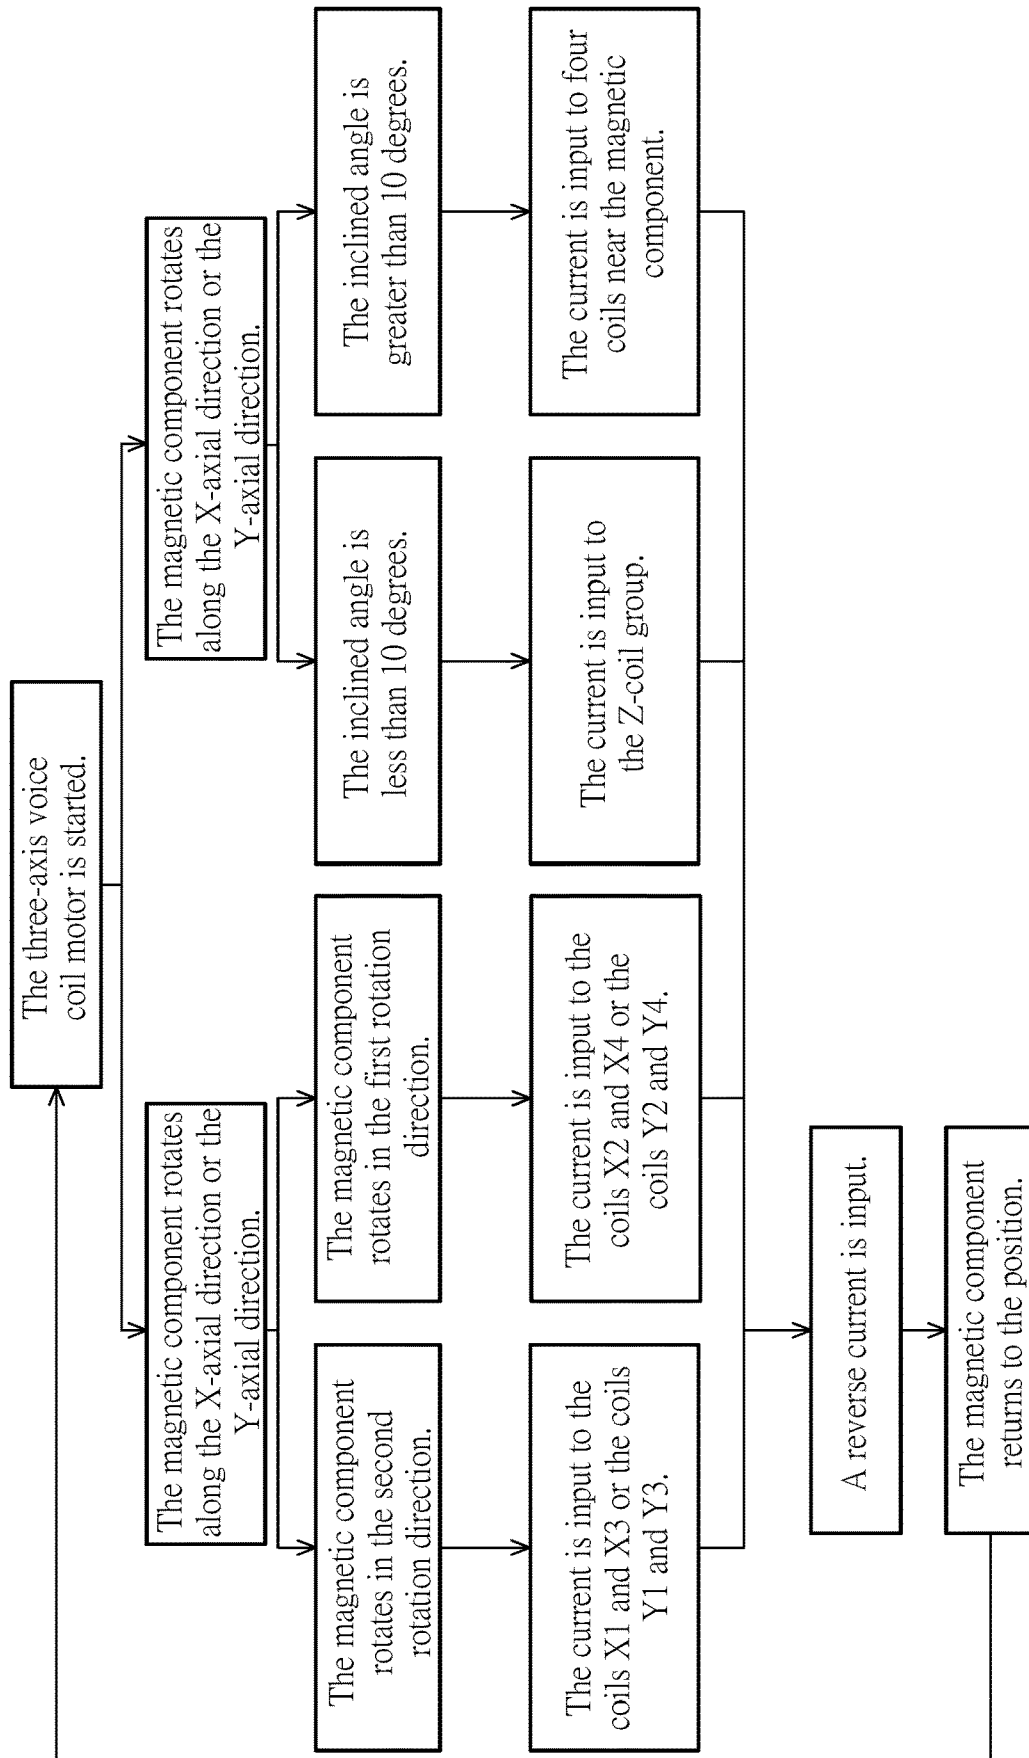 The three-axis voice
coil motor is started.
The magnetic component rotates
along the X-axial direction or the
Y-axial direction.
The magnetic component rotates
along the X-axial direction or the
Y-axial direction.
The magnetic component
rotates in the second
rotation direction.
The magnetic component
rotates in the first rotation
direction.
The inclined angle is
less than 10 degrees.
The inclined angle is
greater than 10 degrees.
The current is input to the
coils X1 and X3 or the coils
Y1 and Y3.
The current is input to the
coils X2 and X4 or the
coils Y2 and Y4.
The current is input to
the Z-coil group.
The current is input to four
coils near the magnetic
component.
A reverse current is input.
The magnetic component
returns to the position.